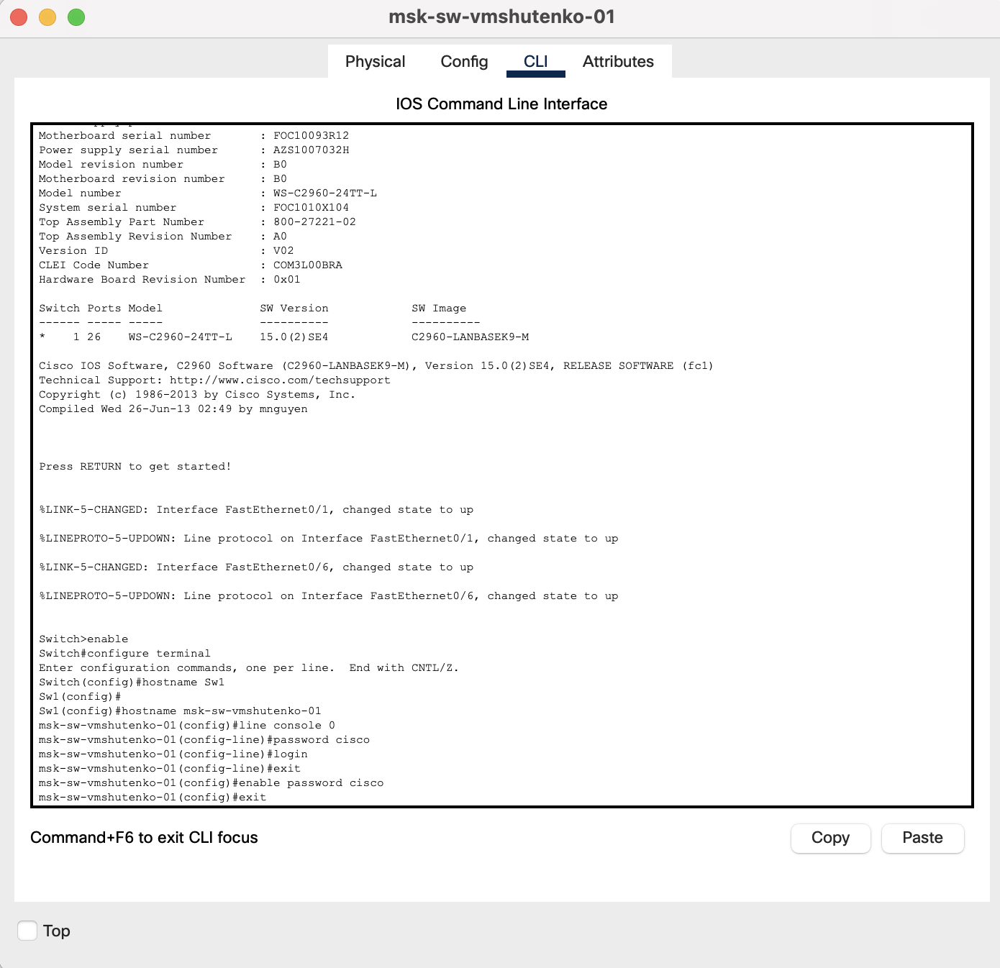 msk-sw-vmshutenko-01
Physical Config CLI Attributes
IOS Command Line Interface
Motherboard serial number : FOC10093R12
Power supply serial number : AZS1007032H
Model revision number : B0
Motherboard revision number : B0
Model number : WS-C2960-24TT-L
System serial number : FOC1010X104
Top Assembly Part Number : 800-27221-02
Top Assembly Revision Number : A0
Version ID : V02
CLEI Code Number : COM3L00BRA
Hardware Board Revision Number : 0x01
Switch Ports Model SW Version SW Image
------ ----- ----- ---------- ----------
* 1 26 WS-C2960-24TT-L 15.0(2)SE4 C2960-LANBASEK9-M
Cisco IOS Software, C2960 Software (C2960-LANBASEK9-M), Version 15.0(2)SE4, RELEASE SOFTWARE (fc1)
Technical Support: http://www.cisco.com/techsupport
Copyright (c) 1986-2013 by Cisco Systems, Inc.
Compiled Wed 26-Jun-13 02:49 by mnguyen
Press RETURN to get started!
%LINK-5-CHANGED: Interface FastEthernet0/1, changed state to up
%LINEPROTO-5-UPDOWN: Line protocol on Interface FastEthernet0/1, changed state to up
%LINK-5-CHANGED: Interface FastEthernet0/6, changed state to up
%LINEPROTO-5-UPDOWN: Line protocol on Interface FastEthernet0/6, changed state to up
Switch>enable
Switch#configure terminal
Enter configuration commands, one per line. End with CNTL/Z.
Switch(config)#hostname Sw1
Sw1(config)#
Sw1(config)#hostname msk-sw-vmshutenko-01
msk-sw-vmshutenko-01(config)#line console 0
msk-sw-vmshutenko-01(config-line)#password cisco
msk-sw-vmshutenko-01(config-line)#login
msk-sw-vmshutenko-01(config-line)#exit
msk-sw-vmshutenko-01(config)#enable password cisco
msk-sw-vmshutenko-01(config)#exit
Command+F6 to exit CLI focus
Copy Paste
Top